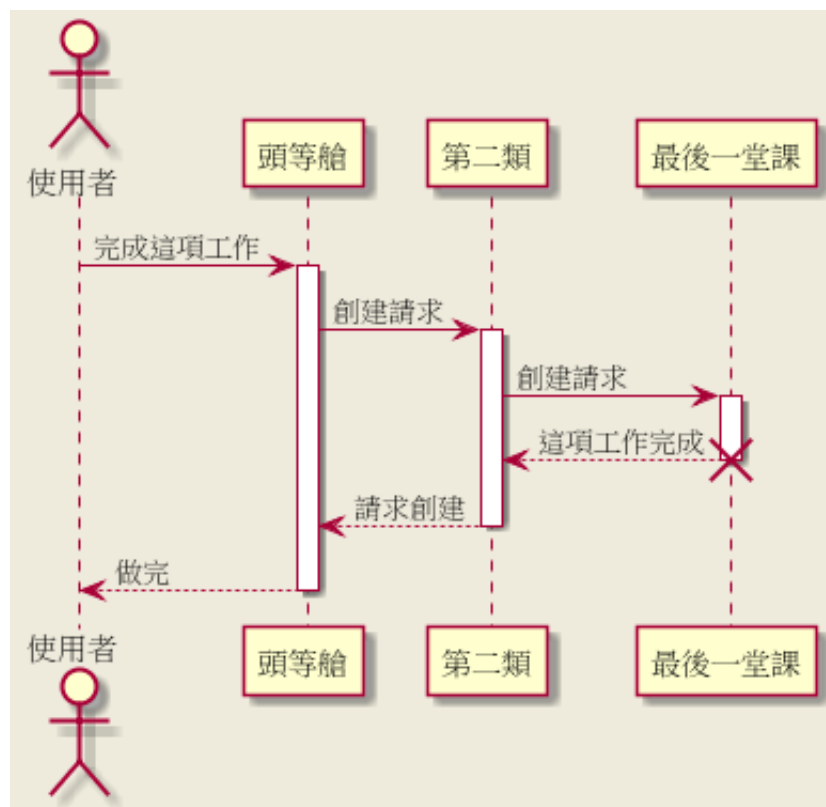 使用者
頭等艙
第二類
最後一堂課
完成這項工作
創建請求
創建請求
這項工作完成
請求創建
做完
使用者
頭等艙
第二類
最後一堂課